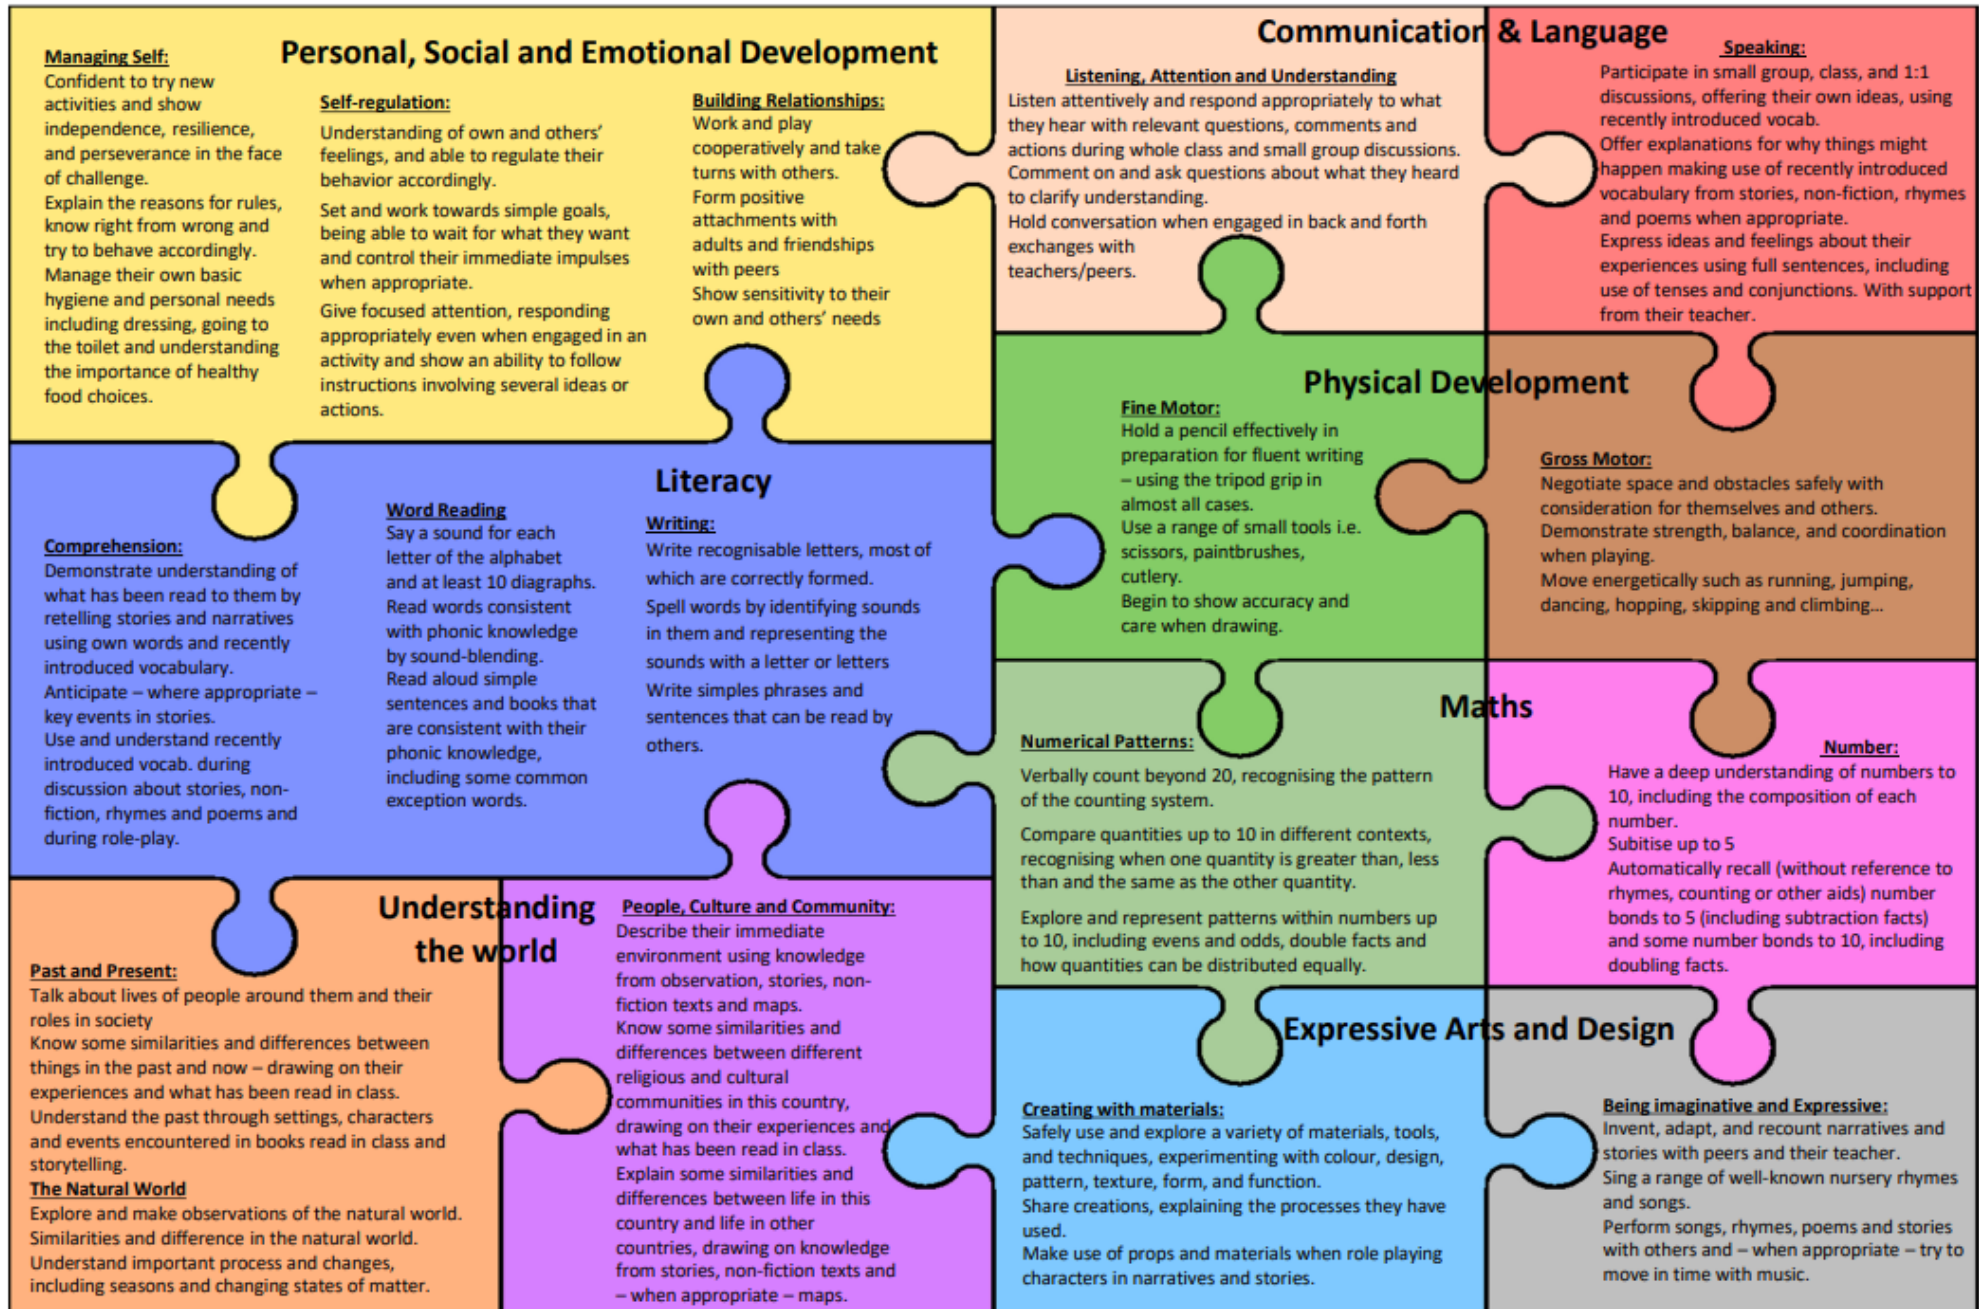 Personal, Social and Emotional Development
Managing Self:
Confident to try new
activities and show
independence, resilience,
and perseverance in the face
of challenge.
Explain the reasons for rules,
know right from wrong and
try to behave accordingly.
Manage their own basic
hygiene and personal needs
including dressing, going to
the toilet and understanding
the importance of healthy
food choices.
Self-regulation:
Understanding of own and others’
feelings, and able to regulate their
behavior accordingly.
Set and work towards simple goals,
being able to wait for what they want
and control their immediate impulses
when appropriate.
Give focused attention, responding
appropriately even when engaged in an
activity and show an ability to follow
instructions involving several ideas or
actions.
Building Relationships:
Work and play
cooperatively and take
turns with others.
Form positive
attachments with
adults and friendships
with peers
Show sensitivity to their
own and others’ needs
Communication & Language
Listening, Attention and Understanding
Listen attentively and respond appropriately to what
they hear with relevant questions, comments and
actions during whole class and small group discussions.
Comment on and ask questions about what they heard
to clarify understanding.
Hold conversation when engaged in back and forth
exchanges with
teachers/peers.
Speaking:
Participate in small group, class, and 1:1
discussions, offering their own ideas, using
recently introduced vocab.
Offer explanations for why things might
happen making use of recently introduced
vocabulary from stories, non-fiction, rhymes
and poems when appropriate.
Express ideas and feelings about their
experiences using full sentences, including
use of tenses and conjunctions. With support
from their teacher.
Physical Development
Fine Motor:
Hold a pencil effectively in
preparation for fluent writing
– using the tripod grip in
almost all cases.
Use a range of small tools i.e.
scissors, paintbrushes,
cutlery.
Begin to show accuracy and
care when drawing.
Gross Motor:
Negotiate space and obstacles safely with
consideration for themselves and others.
Demonstrate strength, balance, and coordination
when playing.
Move energetically such as running, jumping,
dancing, hopping, skipping and climbing...
Literacy
Comprehension:
Demonstrate understanding of
what has been read to them by
retelling stories and narratives
using own words and recently
introduced vocabulary.
Anticipate – where appropriate –
key events in stories.
Use and understand recently
introduced vocab. during
discussion about stories, non-
fiction, rhymes and poems and
during role-play.
Word Reading
Say a sound for each
letter of the alphabet
and at least 10 diagraphs.
Read words consistent
with phonic knowledge
by sound-blending.
Read aloud simple
sentences and books that
are consistent with their
phonic knowledge,
including some common
exception words.
Writing:
Write recognisable letters, most of
which are correctly formed.
Spell words by identifying sounds
in them and representing the
sounds with a letter or letters
Write simples phrases and
sentences that can be read by
others.
Maths
Numerical Patterns:
Verbally count beyond 20, recognising the pattern
of the counting system.
Compare quantities up to 10 in different contexts,
recognising when one quantity is greater than, less
than and the same as the other quantity.
Explore and represent patterns within numbers up
to 10, including evens and odds, double facts and
how quantities can be distributed equally.
Number:
Have a deep understanding of numbers to
10, including the composition of each
number.
Subitise up to 5
Automatically recall (without reference to
rhymes, counting or other aids) number
bonds to 5 (including subtraction facts)
and some number bonds to 10, including
doubling facts.
Understanding
the world
Past and Present:
Talk about lives of people around them and their
roles in society
Know some similarities and differences between
things in the past and now – drawing on their
experiences and what has been read in class.
Understand the past through settings, characters
and events encountered in books read in class and
storytelling.
The Natural World
Explore and make observations of the natural world.
Similarities and difference in the natural world.
Understand important process and changes,
including seasons and changing states of matter.
People, Culture and Community:
Describe their immediate
environment using knowledge
from observation, stories, non-
fiction texts and maps.
Know some similarities and
differences between different
religious and cultural
communities in this country,
drawing on their experiences and
what has been read in class.
Explain some similarities and
differences between life in this
country and life in other
countries, drawing on knowledge
from stories, non-fiction texts and
– when appropriate – maps.
Expressive Arts and Design
Creating with materials:
Safely use and explore a variety of materials, tools,
and techniques, experimenting with colour, design,
pattern, texture, form, and function.
Share creations, explaining the processes they have
used.
Make use of props and materials when role playing
characters in narratives and stories.
Being imaginative and Expressive:
Invent, adapt, and recount narratives and
stories with peers and their teacher.
Sing a range of well-known nursery rhymes
and songs.
Perform songs, rhymes, poems and stories
with others and – when appropriate – try to
move in time with music.